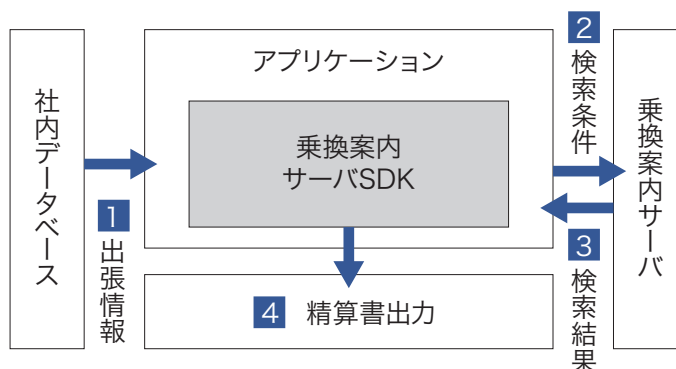 社内データベース
1 出張情報
アプリケーション
乗換案内
サーバSDK
2 検索条件
3 検索結果
乗換案内サーバ
4 精算書出力